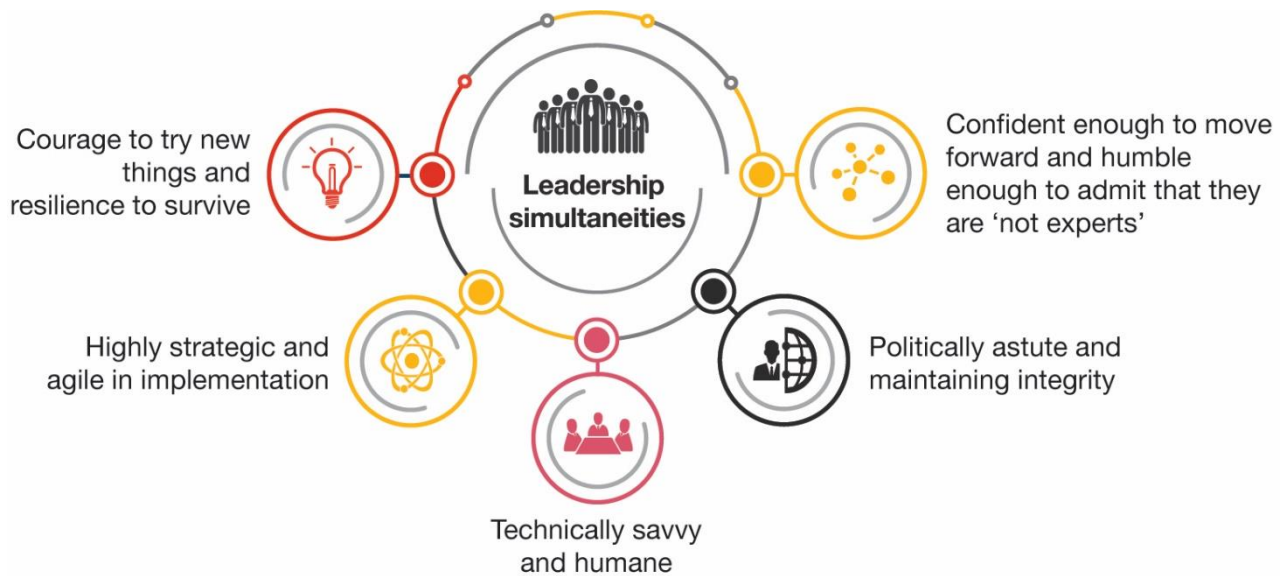 Leadership
simultaneities
Courage to try new
things and
resilience to survive
Confident enough to move
forward and humble
enough to admit that they
are ‘not experts’
Highly strategic and
agile in implementation
Politically astute and
maintaining integrity
Technically savvy
and humane